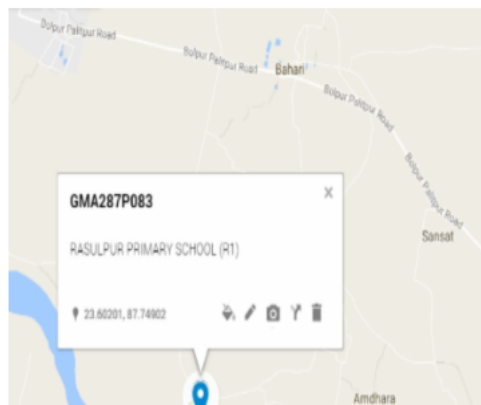 Bolpur Palitpur Road
Bolpur Palitpur Road
Bahari
Bolpur Palitpur Road
Bolpur Palitpur Road
GMA287P083
×
RASULPUR PRIMARY SCHOOL (R1)
Sansat
23.60201, 87.74902
Amdhara